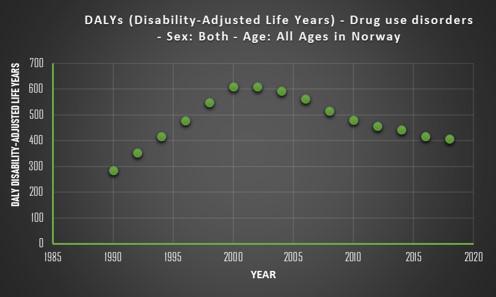 DALYs (Disability-Adjusted Life Years) - Drug use disorders
- Sex: Both - Age: All Ages in Norway
DALY DISABILITY-ADJUSTED LIFE YEARS
700
600
500
400
300
200
100
0
1985 1990 1995 2000 2005 2010 2015 2020
YEAR